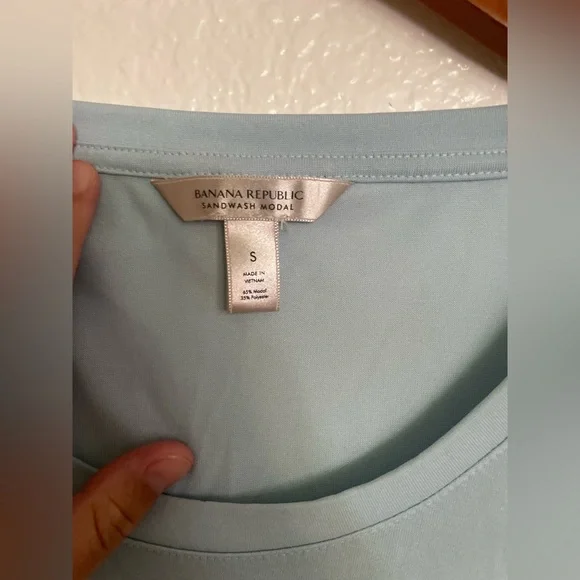 BANANA REPUBLIC
SANDWASH MODAL
S
MADE IN
VIETNAM
65% Modal
35% Polyester